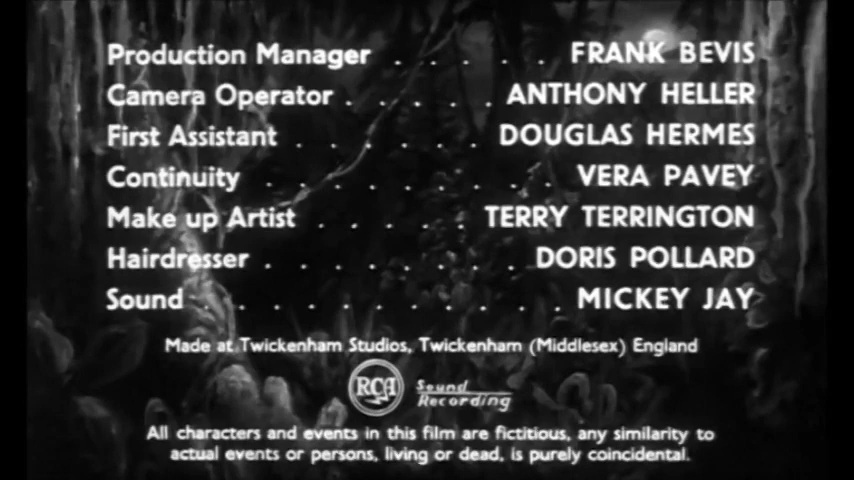 Production Manager . . . . . FRANK BEVIS
Camera Operator . . . . . ANTHONY HELLER
First Assistant . . . . . . . DOUGLAS HERMES
Continuity . . . . . . . . . VERA PAVEY
Make up Artist . . . . . TERRY TERRINGTON
Hairdresser . . . . . . . . DORIS POLLARD
Sound . . . . . . . . . . . MICKEY JAY
Made at Twickenham Studios, Twickenham (Middlesex) England
RCA Sound
Recording
All characters and events in this film are fictitious, any similarity to
actual events or persons, living or dead, is purely coincidental.